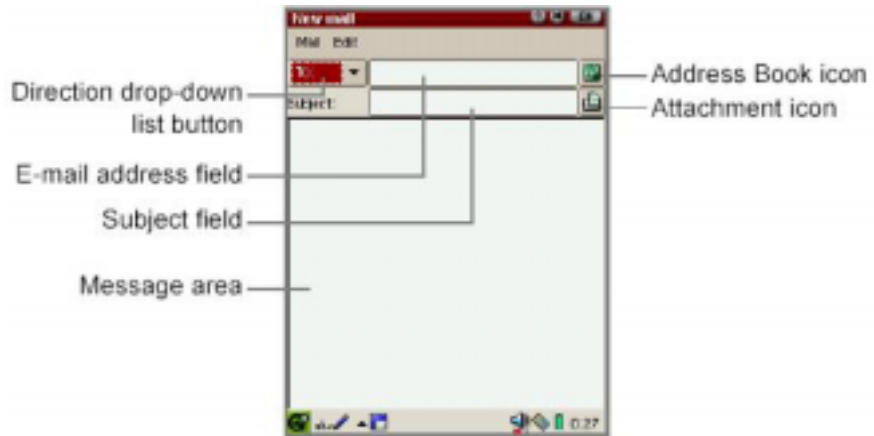 New mail
Mail Edit
To:
Subject:
Direction drop-down
list button
E-mail address field
Subject field
Message area
Address Book icon
Attachment icon
0:27